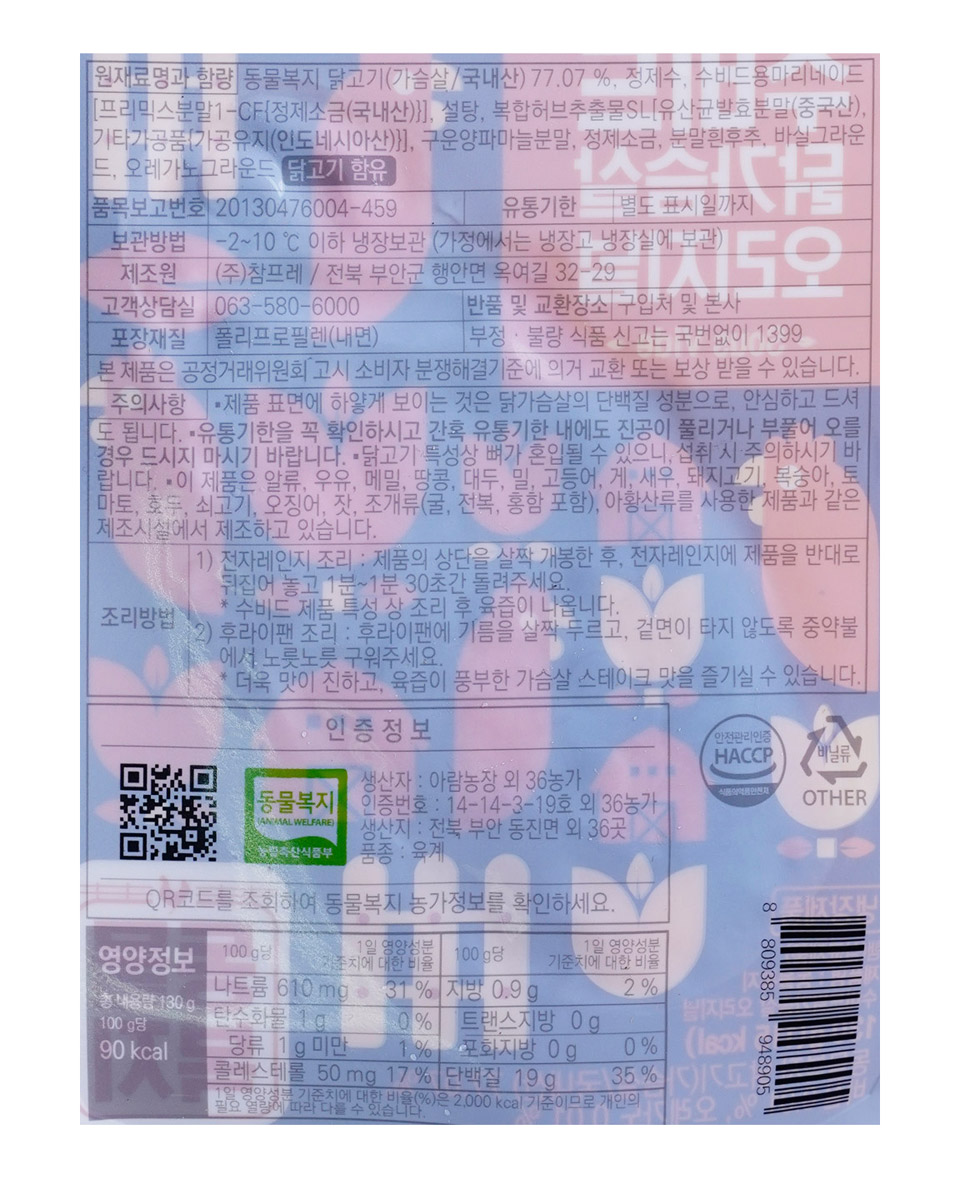 원재료명과 함량 동물복지 닭고기(가슴살/국내산) 77.07 %, 정제수, 수비드용마리네이드
[프리믹스분말1-CF{정제소금(국내산)}], 설탕, 복합허브추출물SL[유산균발효분말(중국산),
기타가공품{가공유지(인도네시아산)}], 구운양파마늘분말, 정제소금, 분말흰후추, 바실그라운
드, 오레가노그라운드 닭고기 함유
품목보고번호 20130476004-459 유통기한 별도 표시일까지
보관방법 -2~10 ℃ 이하 냉장보관 (가정에서는 냉장고 냉장실에 보관)
제조원 (주)참프레 / 전북 부안군 행안면 옥여길 32-29
고객상담실 063-580-6000 반품 및 교환장소 구입처 및 본사
포장재질 폴리프로필렌(내면) 부정·불량 식품 신고는 국번없이 1399
본 제품은 공정거래위원회 고시 소비자 분쟁해결기준에 의거 교환 또는 보상 받을 수 있습니다.
주의사항 ▪제품 표면에 하얗게 보이는 것은 닭가슴살의 단백질 성분으로, 안심하고 드셔
도 됩니다. ▪유통기한을 꼭 확인하시고 간혹 유통기한 내에도 진공이 풀리거나 부풀어 오를
경우 드시지 마시기 바랍니다. ▪닭고기 특성상 뼈가 혼입될 수 있으니, 섭취 시 주의하시기 바
랍니다. ▪이 제품은 알류, 우유, 메밀, 땅콩, 대두, 밀, 고등어, 게, 새우, 돼지고기, 복숭아, 토
마토, 호두, 쇠고기, 오징어, 잣, 조개류(굴, 전복, 홍합 포함), 아황산류를 사용한 제품과 같은
제조시설에서 제조하고 있습니다.
조리방법
1) 전자레인지 조리 : 제품의 상단을 살짝 개봉한 후, 전자레인지에 제품을 반대로
뒤집어 놓고 1분~1분 30초간 돌려주세요.
* 수비드 제품 특성 상 조리 후 육즙이 나옵니다.
2) 후라이팬 조리 : 후라이팬에 기름을 살짝 두르고, 겉면이 타지 않도록 중약불
에서 노릇노릇 구워주세요.
* 더욱 맛이 진하고, 육즙이 풍부한 가슴살 스테이크 맛을 즐기실 수 있습니다.
인증정보
동물복지
(ANIMAL WELFARE)
농림축산식품부
생산자 : 아람농장 외 36농가
인증번호 : 14-14-3-19호 외 36농가
생산지 : 전북 부안 동진면 외 36곳
품종 : 육계
QR코드를 조회하여 동물복지 농가정보를 확인하세요.
안전관리인증
HACCP
식품의약품안전처
비닐류
OTHER
영양정보
총 내용량 130 g
100 g당
90 kcal
100 g당 1일 영양성분 기준치에 대한 비율 100 g당 1일 영양성분 기준치에 대한 비율
나트륨 610 mg 31 % 지방 0.9 g 2 %
탄수화물 1 g 0 % 트랜스지방 0 g
당류 1 g 미만 1 % 포화지방 0 g 0 %
콜레스테롤 50 mg 17 % 단백질 19 g 35 %
1일 영양성분 기준치에 대한 비율(%)은 2,000 kcal 기준이므로 개인의
필요 열량에 따라 다를 수 있습니다.
8 809385 948905